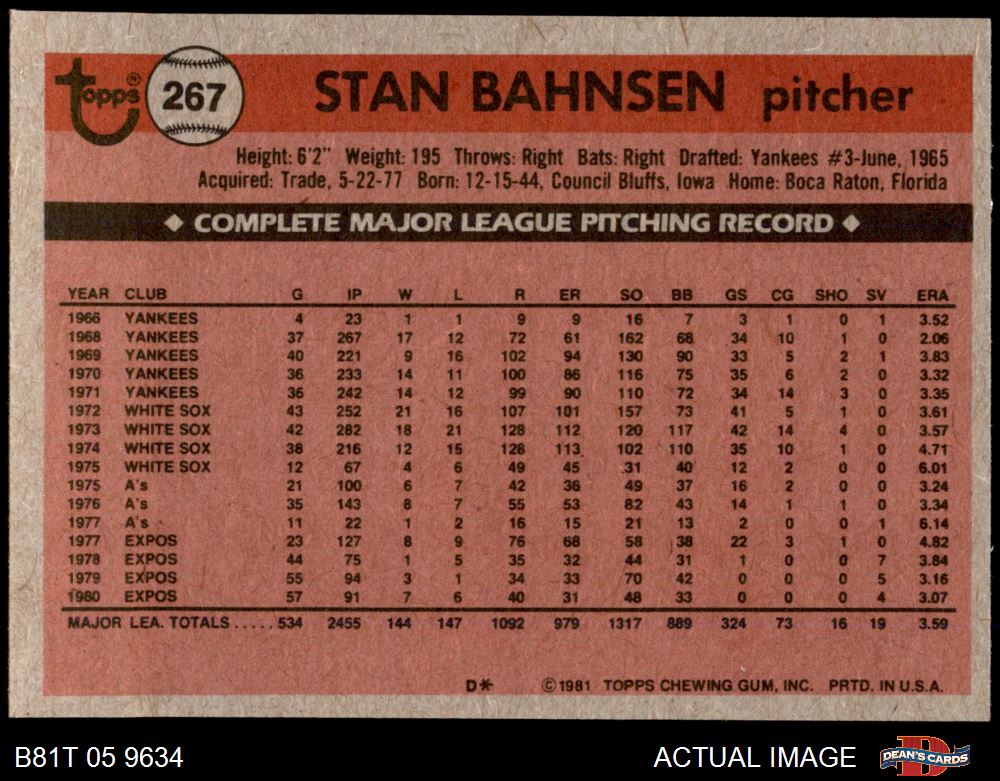 Topps® 267 STAN BAHNSEN pitcher
Height: 6'2" Weight: 195 Throws: Right Bats: Right Drafted: Yankees #3-June, 1965
Acquired: Trade, 5-22-77 Born: 12-15-44, Council Bluffs, Iowa Home: Boca Raton, Florida
◆ COMPLETE MAJOR LEAGUE PITCHING RECORD ◆
YEAR CLUB G IP W L R ER SO BB GS CG SHO SV ERA
1966 YANKEES 4 23 1 1 9 9 16 7 3 1 0 1 3.52
1968 YANKEES 37 267 17 12 72 61 162 68 34 10 1 0 2.06
1969 YANKEES 40 221 9 16 102 94 130 90 33 5 2 1 3.83
1970 YANKEES 36 233 14 11 100 86 116 75 35 6 2 0 3.32
1971 YANKEES 36 242 14 12 99 90 110 72 34 14 3 0 3.35
1972 WHITE SOX 43 252 21 16 107 101 157 73 41 5 1 0 3.61
1973 WHITE SOX 42 282 18 21 128 112 120 117 42 14 4 0 3.57
1974 WHITE SOX 38 216 12 15 128 113 102 110 35 10 1 0 4.71
1975 WHITE SOX 12 67 4 6 49 45 31 40 12 2 0 0 6.01
1975 A's 21 100 6 7 42 36 49 37 16 2 0 0 3.24
1976 A's 35 143 8 7 55 53 82 43 14 1 1 0 3.34
1977 A's 11 22 1 2 16 15 21 13 2 0 0 1 6.14
1977 EXPOS 23 127 8 9 76 68 58 38 22 3 1 0 4.82
1978 EXPOS 44 75 1 5 35 32 44 31 1 0 0 7 3.84
1979 EXPOS 55 94 3 1 34 33 70 42 0 0 0 5 3.16
1980 EXPOS 57 91 7 6 40 31 48 33 0 0 0 4 3.07
MAJOR LEA. TOTALS ..... 534 2455 144 147 1092 979 1317 889 324 73 16 19 3.59
D* © 1981 TOPPS CHEWING GUM, INC. PRTD. IN U.S.A.
B81T 05 9634 ACTUAL IMAGE DEAN'S CARDS